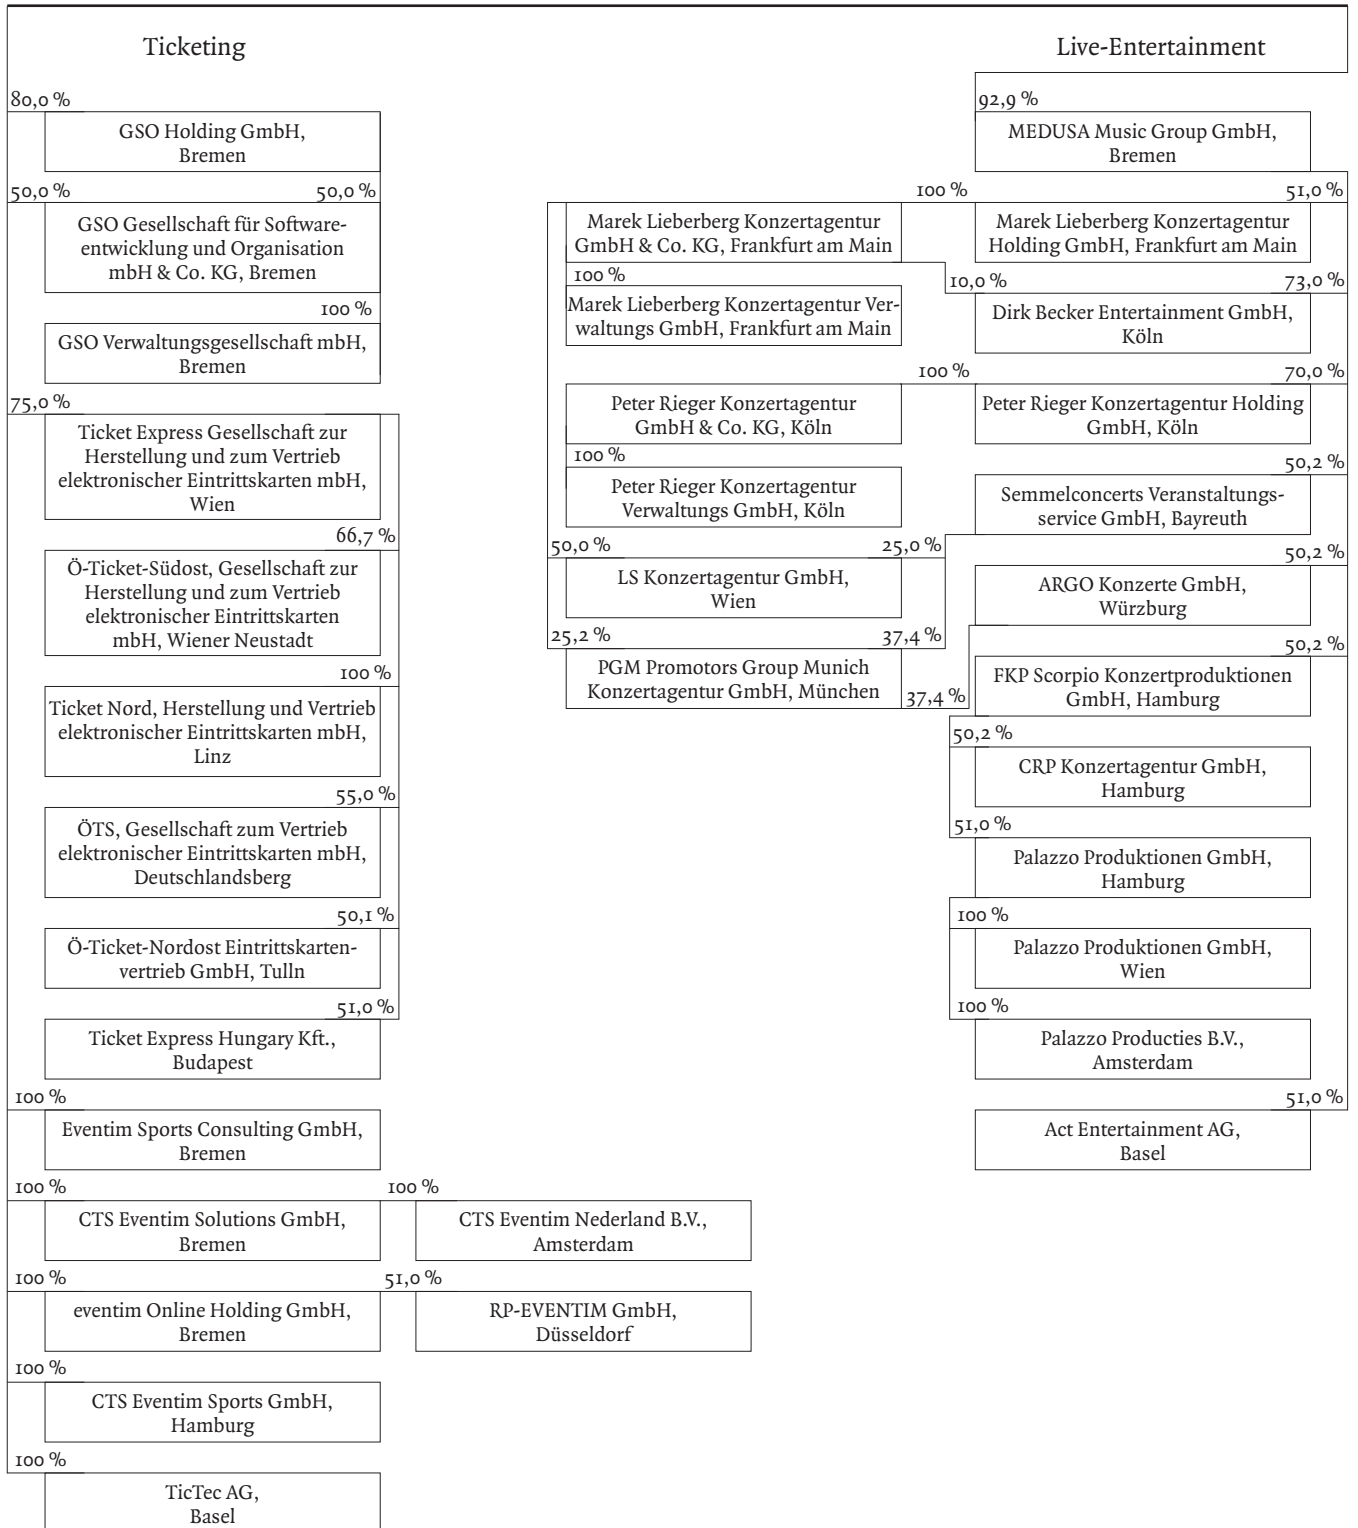 Ticketing
Live-Entertainment
80,0 %
GSO Holding GmbH,
Bremen
50,0 %
50,0 %
GSO Gesellschaft für Software-
entwicklung und Organisation
mbH & Co. KG, Bremen
100 %
GSO Verwaltungsgesellschaft mbH,
Bremen
75,0 %
Ticket Express Gesellschaft zur
Herstellung und zum Vertrieb
elektronischer Eintrittskarten mbH,
Wien
66,7 %
Ö-Ticket-Südost, Gesellschaft zur
Herstellung und zum Vertrieb
elektronischer Eintrittskarten
mbH, Wiener Neustadt
100 %
Ticket Nord, Herstellung und Vertrieb
elektronischer Eintrittskarten mbH,
Linz
55,0 %
ÖTS, Gesellschaft zum Vertrieb
elektronischer Eintrittskarten mbH,
Deutschlandsberg
50,1 %
Ö-Ticket-Nordost Eintrittskarten-
vertrieb GmbH, Tulln
51,0 %
Ticket Express Hungary Kft.,
Budapest
100 %
Eventim Sports Consulting GmbH,
Bremen
100 %
CTS Eventim Solutions GmbH,
Bremen
100 %
CTS Eventim Nederland B.V.,
Amsterdam
100 %
eventim Online Holding GmbH,
Bremen
51,0 %
RP-EVENTIM GmbH,
Düsseldorf
100 %
CTS Eventim Sports GmbH,
Hamburg
100 %
TicTec AG,
Basel
100 %
Marek Lieberberg Konzertagentur
GmbH & Co. KG, Frankfurt am Main
100 %
Marek Lieberberg Konzertagentur Ver-
waltungs GmbH, Frankfurt am Main
100 %
Peter Rieger Konzertagentur
GmbH & Co. KG, Köln
100 %
Peter Rieger Konzertagentur
Verwaltungs GmbH, Köln
50,0 %
25,0 %
LS Konzertagentur GmbH,
Wien
25,2 %
37,4 %
PGM Promotors Group Munich
Konzertagentur GmbH, München
37,4 %
92,9 %
MEDUSA Music Group GmbH,
Bremen
51,0 %
Marek Lieberberg Konzertagentur
Holding GmbH, Frankfurt am Main
10,0 %
73,0 %
Dirk Becker Entertainment GmbH,
Köln
70,0 %
Peter Rieger Konzertagentur Holding
GmbH, Köln
50,2 %
Semmelconcerts Veranstaltungs-
service GmbH, Bayreuth
50,2 %
ARGO Konzerte GmbH,
Würzburg
50,2 %
FKP Scorpio Konzertproduktionen
GmbH, Hamburg
50,2 %
CRP Konzertagentur GmbH,
Hamburg
51,0 %
Palazzo Produktionen GmbH,
Hamburg
100 %
Palazzo Produktionen GmbH,
Wien
100 %
Palazzo Producties B.V.,
Amsterdam
51,0 %
Act Entertainment AG,
Basel